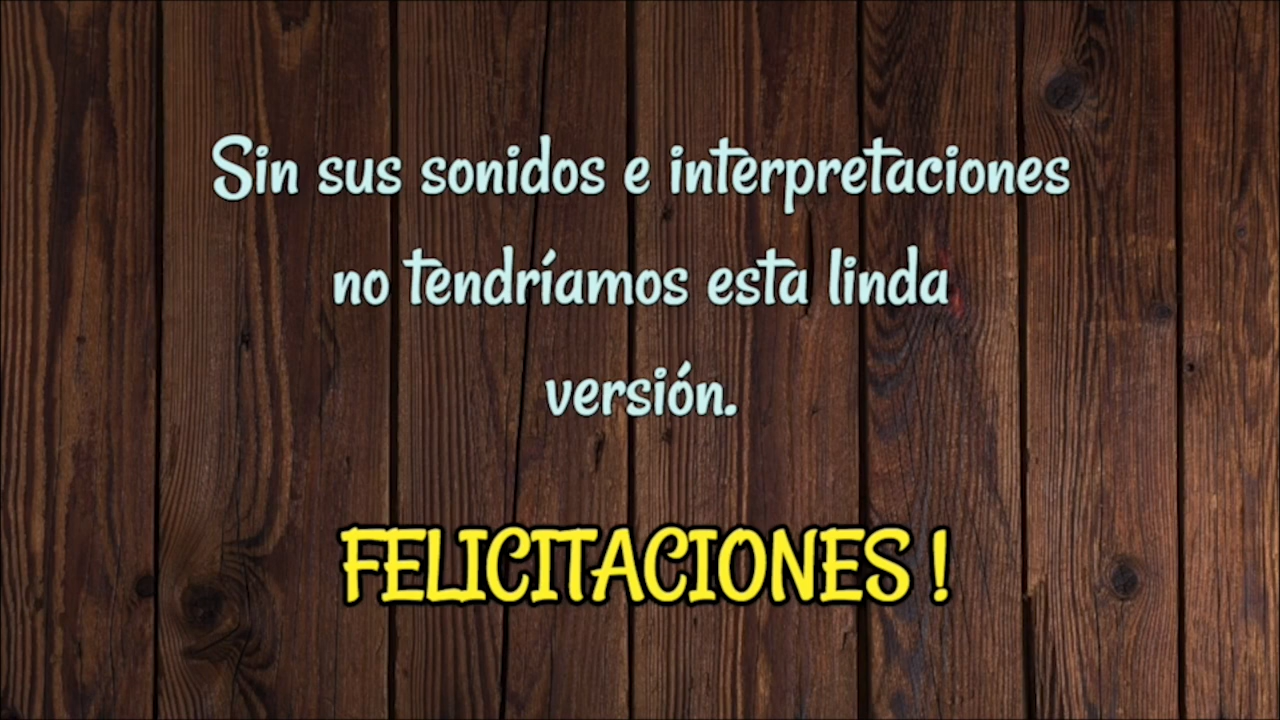 Sin sus sonidos e interpretaciones
no tendríamos esta linda
versión.
FELICITACIONES !